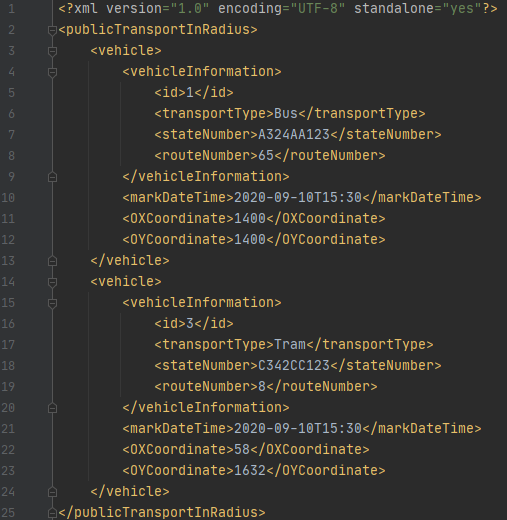 1 <?xml version="1.0" encoding="UTF-8" standalone="yes"?>
2 <publicTransportInRadius>
3 <vehicle>
4 <vehicleInformation>
5 <id>1</id>
6 <transportType>Bus</transportType>
7 <stateNumber>A324AA123</stateNumber>
8 <routeNumber>65</routeNumber>
9 </vehicleInformation>
10 <markDateTime>2020-09-10T15:30</markDateTime>
11 <OXCoordinate>1400</OXCoordinate>
12 <OYCoordinate>1400</OYCoordinate>
13 </vehicle>
14 <vehicle>
15 <vehicleInformation>
16 <id>3</id>
17 <transportType>Tram</transportType>
18 <stateNumber>C342CC123</stateNumber>
19 <routeNumber>8</routeNumber>
20 </vehicleInformation>
21 <markDateTime>2020-09-10T15:30</markDateTime>
22 <OXCoordinate>58</OXCoordinate>
23 <OYCoordinate>1632</OYCoordinate>
24 </vehicle>
25 </publicTransportInRadius>